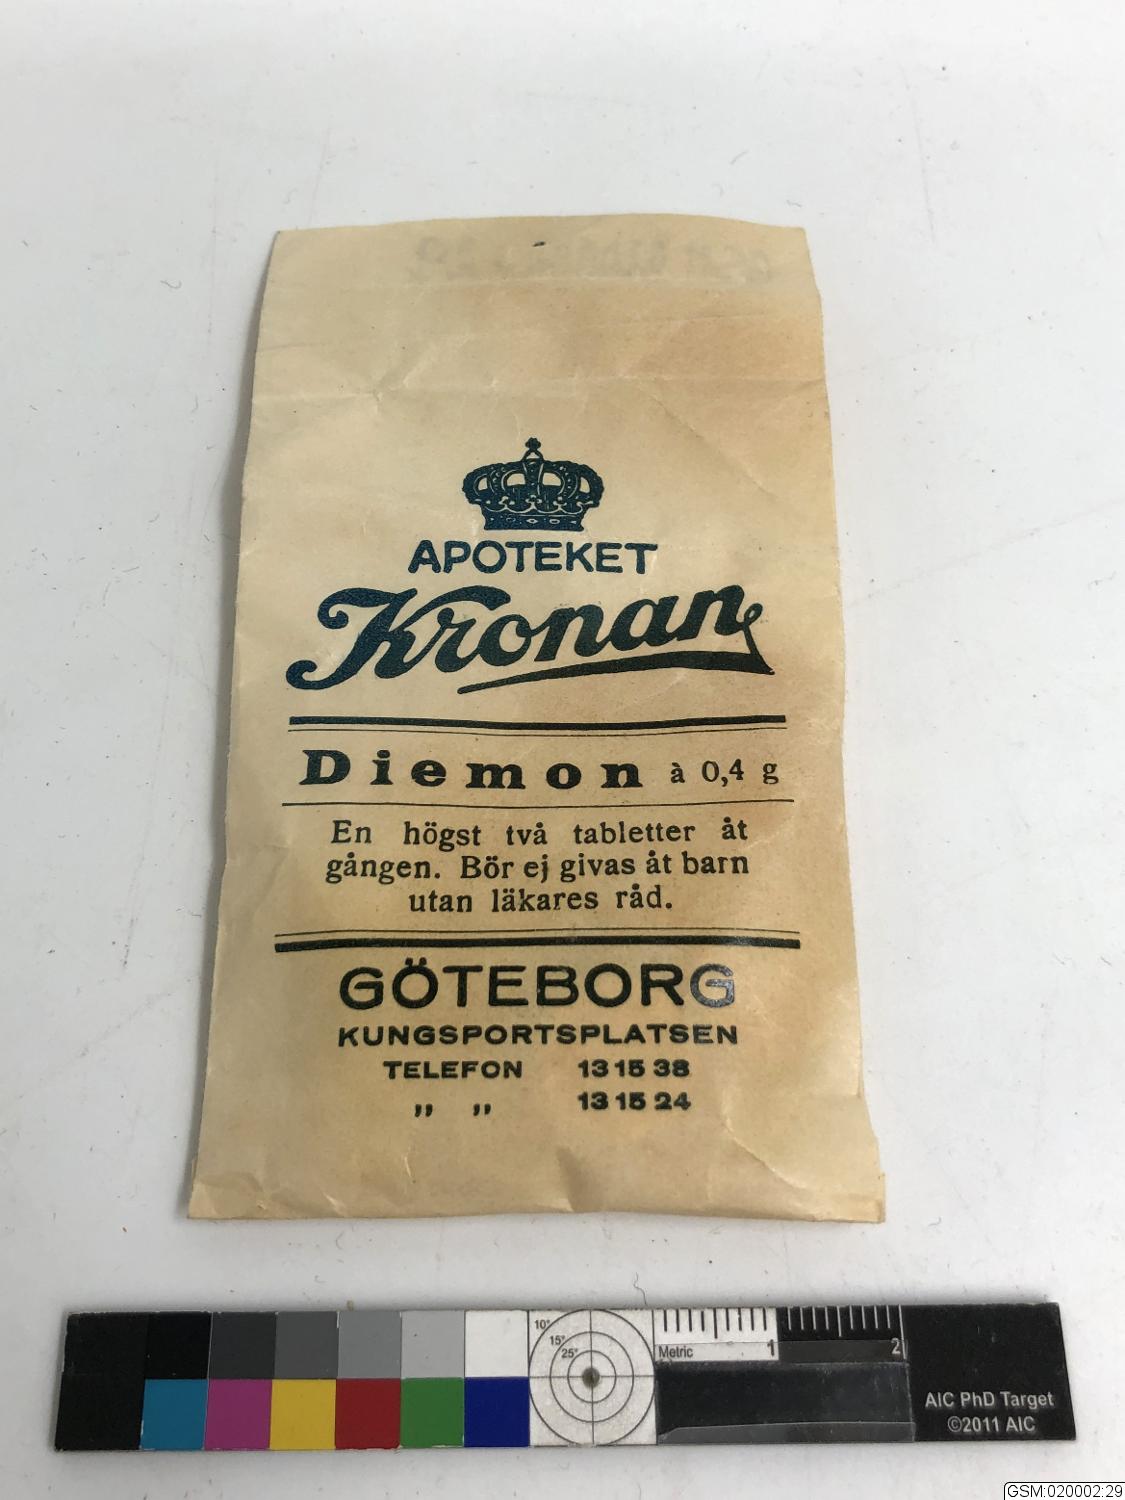 APOTEKET
Kronan
Diemon à 0,4 g
En högst två tabletter åt
gången. Bör ej givas åt barn
utan läkares råd.
GÖTEBORG
KUNGSPORTSPLATSEN
TELEFON 13 15 38
„ „ 13 15 24
10°
15°
25°
Metric 1 2
AIC PhD Target
©2011 AIC
GSM:020002:29